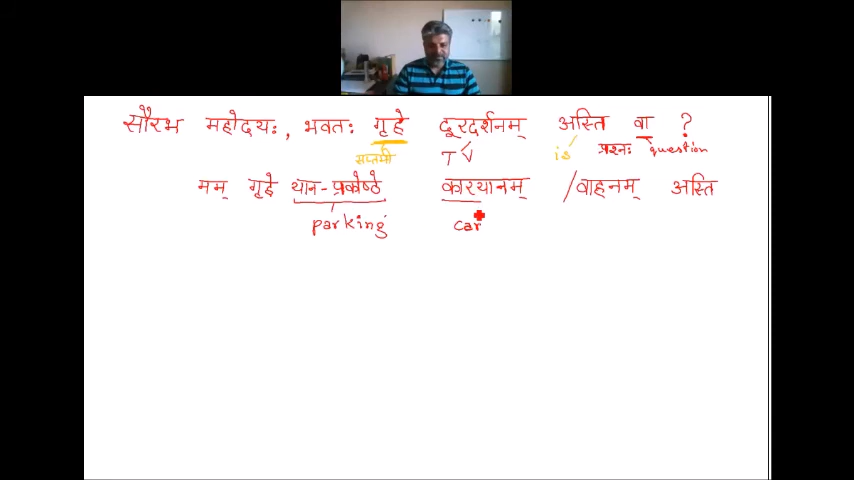 सौरभ महोदयः, भवतः गृहे दूरदर्शनम् अस्ति वा ?
सप्तमी TV is प्रश्नः question
मम् गृहे यान-प्रकोष्ठे कारयानम् /वाहनम् अस्ति
parking car